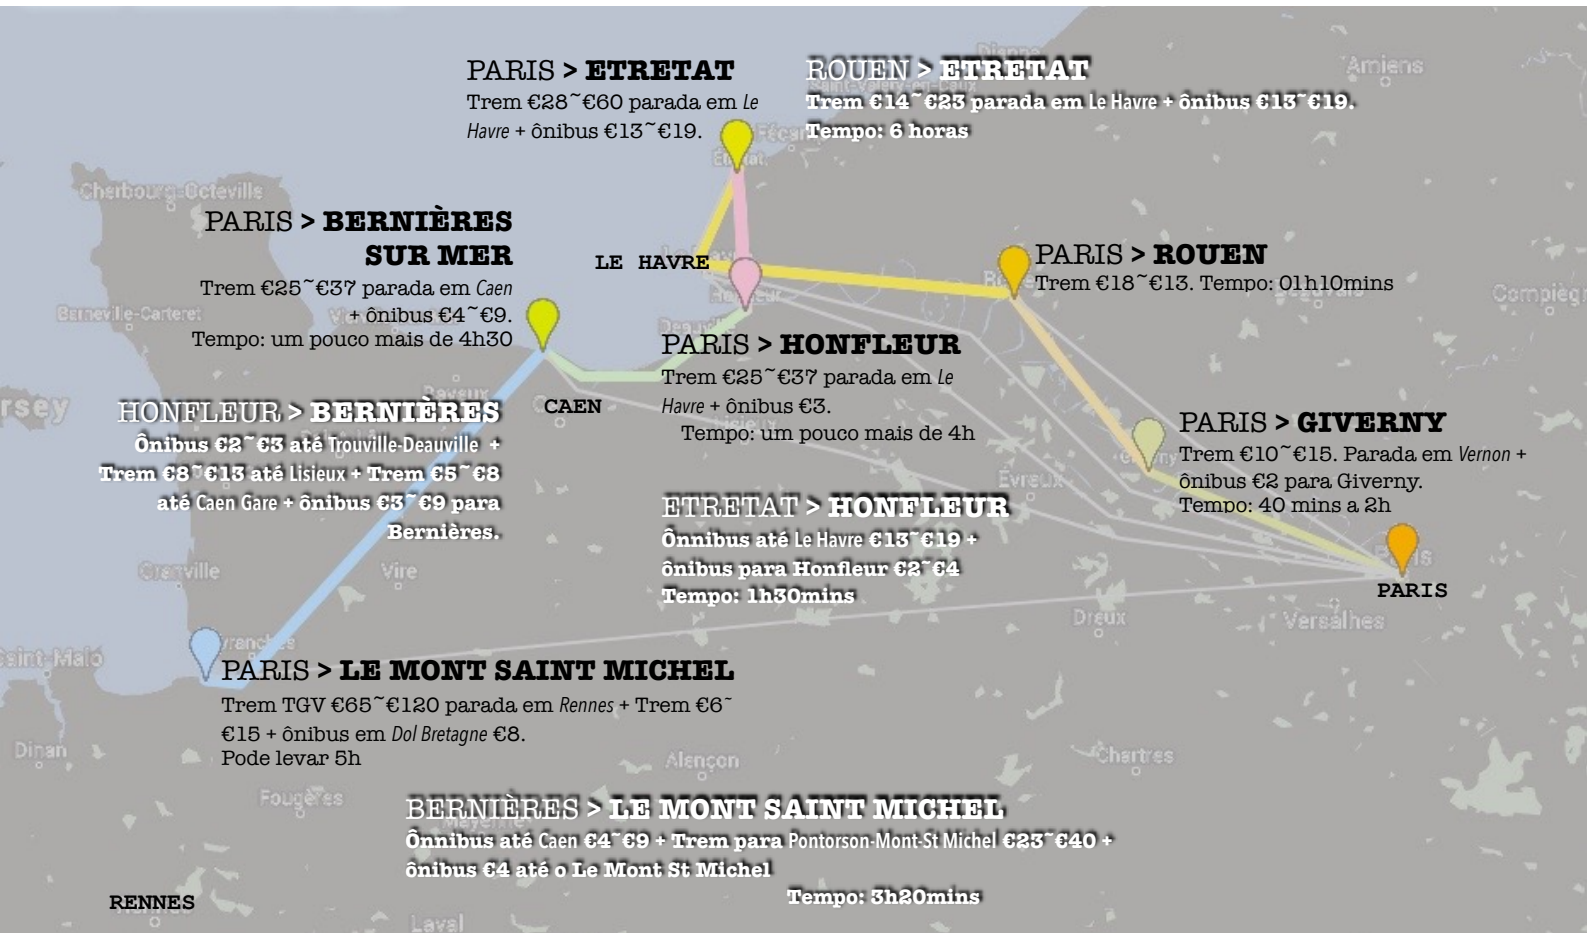 PARIS > ETRETAT
Trem €28~€60 parada em Le
Havre + ônibus €13~€19.
ROUEN > ETRETAT
Trem €14~€23 parada em Le Havre + ônibus €13~€19.
Tempo: 6 horas
Amiens
Cherbourg-Octeville
PARIS > BERNIÈRES
SUR MER
Trem €25~€37 parada em Caen
+ ônibus €4~€9.
Tempo: um pouco mais de 4h30
LE HAVRE
PARIS > ROUEN
Trem €18~€13. Tempo: 01h10mins
Barneville-Carteret
PARIS > HONFLEUR
Trem €25~€37 parada em Le
Havre + ônibus €3.
Tempo: um pouco mais de 4h
CAEN
HONFLEUR > BERNIÈRES
Ônibus €2~€3 até Trouville-Deauville +
Trem €8~€13 até Lisieux + Trem €5~€8
até Caen Gare + ônibus €3~€9 para
Bernières.
PARIS > GIVERNY
Trem €10~€15. Parada em Vernon +
ônibus €2 para Giverny.
Tempo: 40 mins a 2h
Évreux
ETRETAT > HONFLEUR
Ônnibus até Le Havre €13~€19 +
ônibus para Honfleur €2~€4
Tempo: 1h30mins
PARIS
Granville
Vire
Dreux
Versalhes
PARIS > LE MONT SAINT MICHEL
Trem TGV €65~€120 parada em Rennes + Trem €6~
€15 + ônibus em Dol Bretagne €8.
Pode levar 5h
Dinan
Alençon
Chartres
Fougères
BERNIÈRES > LE MONT SAINT MICHEL
Ônnibus até Caen €4~€9 + Trem para Pontorson-Mont-St Michel €23~€40 +
ônibus €4 até o Le Mont St Michel
Tempo: 3h20mins
RENNES
Laval